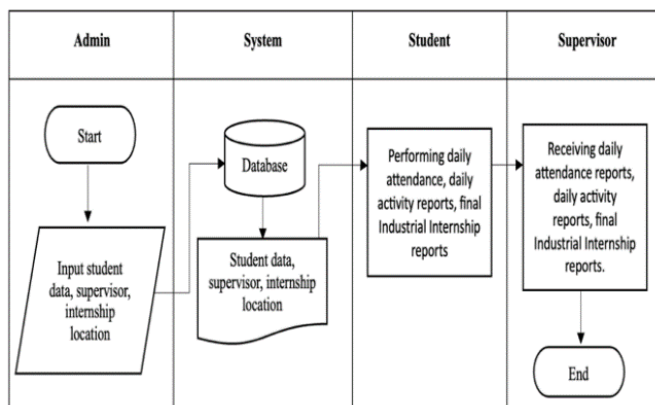 Admin
System
Student
Supervisor
Start
Input student
data, supervisor,
internship
location
Database
Student data,
supervisor, internship
location
Performing daily
attendance, daily
activity reports, final
Industrial Internship
reports
Receiving daily
attendance reports,
daily activity
reports, final
Industrial Internship
reports.
End